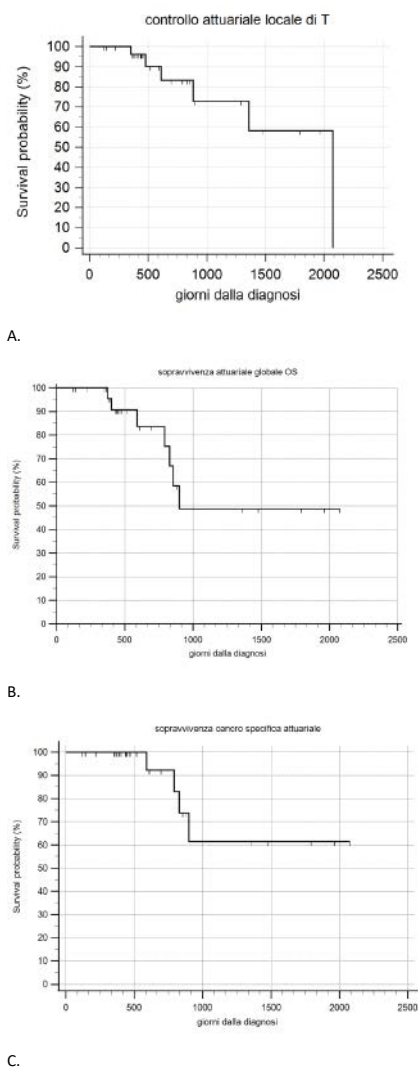 controllo attuariale locale di T
Survival probability (%)
100
90
80
70
60
50
40
30
20
10
0
0 500 1000 1500 2000 2500
giorni dalla diagnosi
A.
sopravvivenza attuariale globale OS
Survival probability (%)
100
90
80
70
60
50
40
30
20
10
0
0 500 1000 1500 2000 2500
giorni dalla diagnosi
B.
sopravvivenza cancro specifica attuariale
Survival probability (%)
100
90
80
70
60
50
40
30
20
10
0
0 500 1000 1500 2000 2500
giorni dalla diagnosi
C.